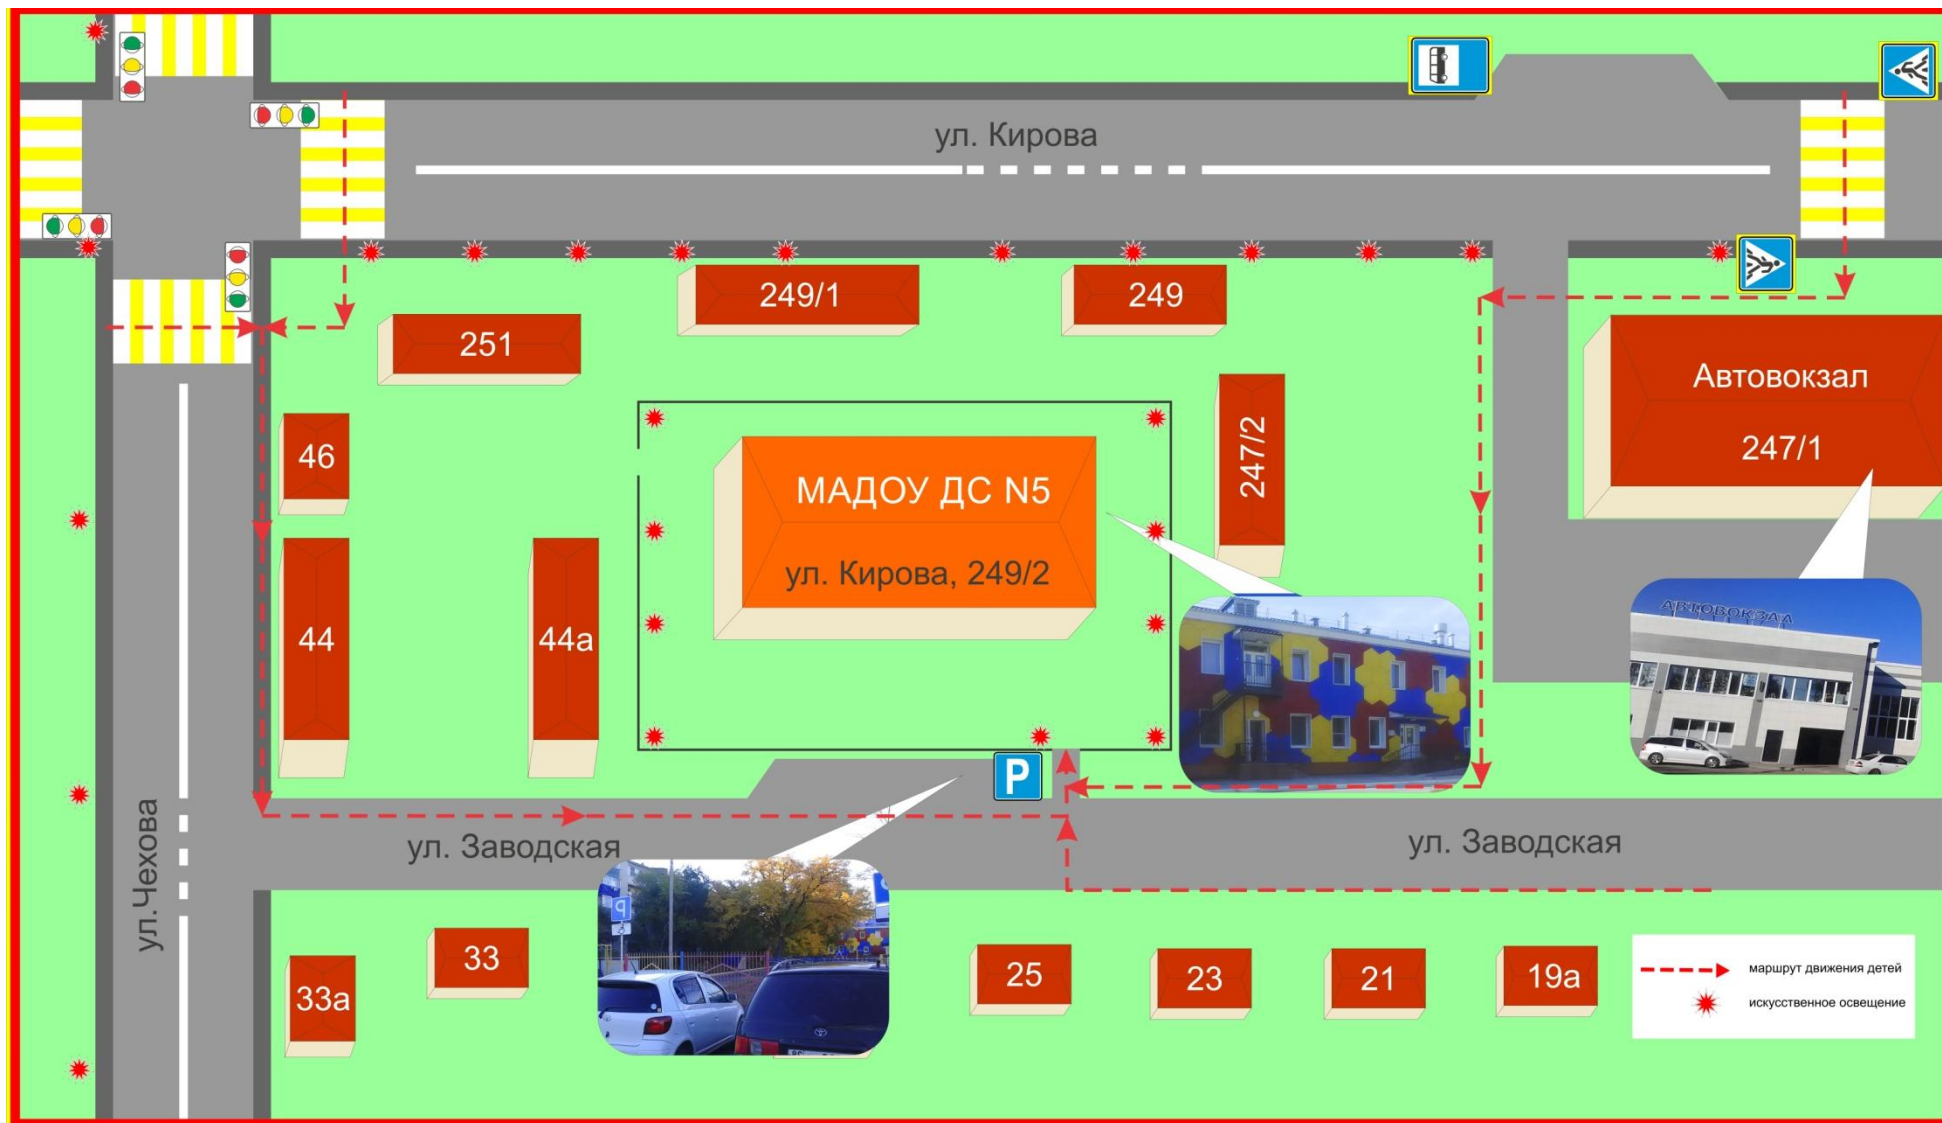 ул. Кирова
249/1
249
251
Автовокзал
247/1
46
247/2
МАДОУ ДС N5
ул. Кирова, 249/2
44
44а
АВТОВОКЗАЛ
P
ул.Чехова
ул. Заводская
ул. Заводская
P
33
25
23
21
19а
33а
маршрут движения детей
искусственное освещение